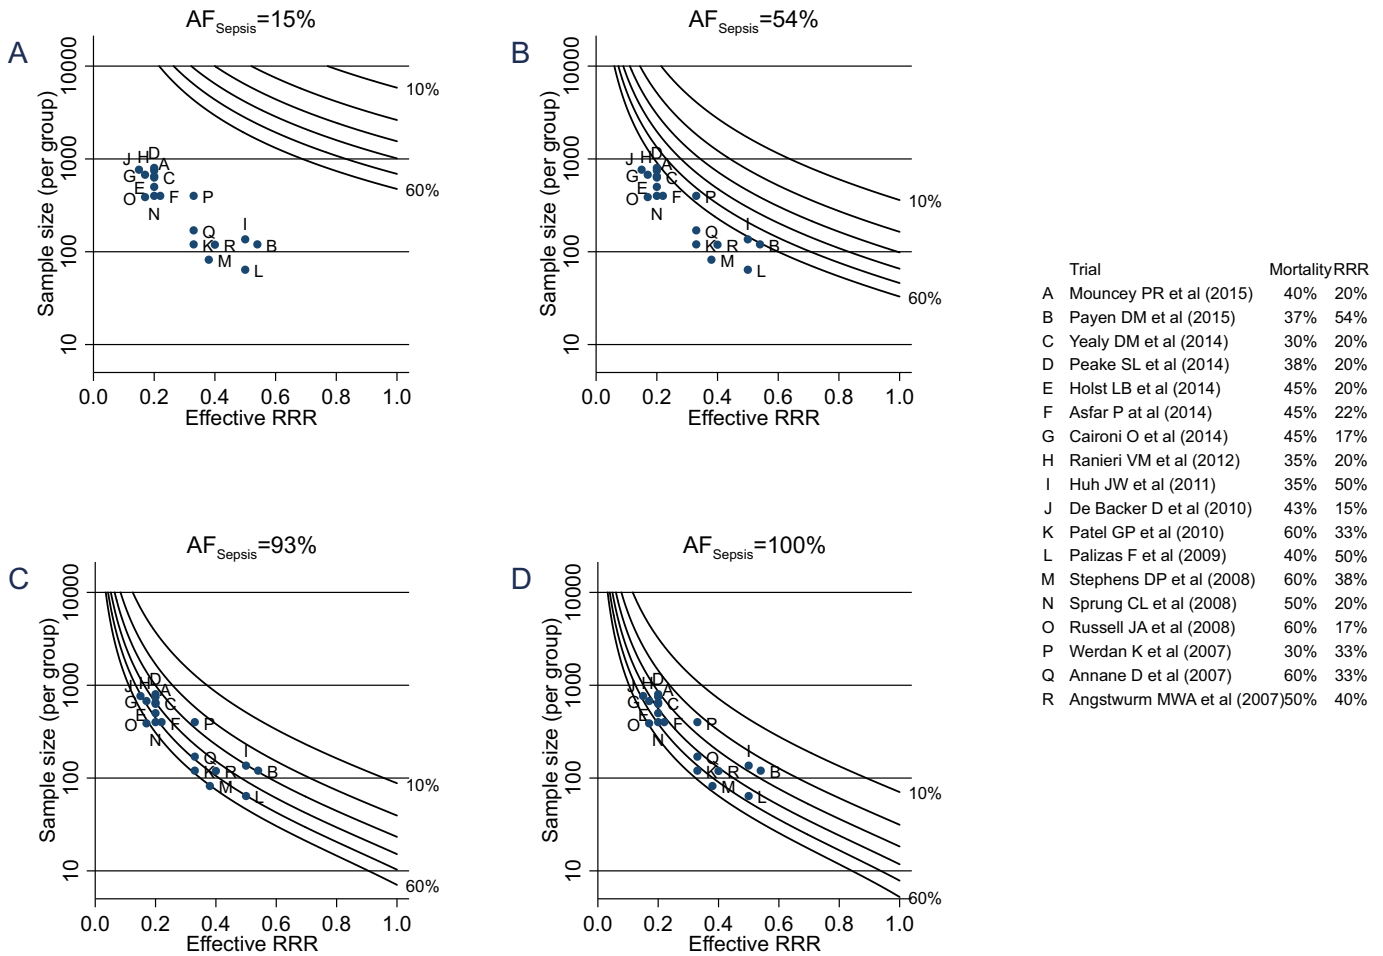 AFSepsis=15%
A
Sample size (per group)
10000
1000
100
10
10%
60%
J H D
A
G C
E
O F P
N
I
Q
K R B
M
L
0.0 0.2 0.4 0.6 0.8 1.0
Effective RRR
AFSepsis=54%
B
Sample size (per group)
10000
1000
100
10
10%
60%
J H D
A
G C
E
O F P
N
I
Q
K R B
M
L
0.0 0.2 0.4 0.6 0.8 1.0
Effective RRR
AFSepsis=93%
C
Sample size (per group)
10000
1000
100
10
10%
60%
J H D
A
G C
E
O F P
N
I
Q
K R B
M
L
0.0 0.2 0.4 0.6 0.8 1.0
Effective RRR
AFSepsis=100%
D
Sample size (per group)
10000
1000
100
10
10%
60%
J H D
A
G C
E
O F P
N
I
Q
K R B
M
L
0.0 0.2 0.4 0.6 0.8 1.0
Effective RRR
Trial Mortality RRR
A Mouncey PR et al (2015) 40% 20%
B Payen DM et al (2015) 37% 54%
C Yealy DM et al (2014) 30% 20%
D Peake SL et al (2014) 38% 20%
E Holst LB et al (2014) 45% 20%
F Asfar P at al (2014) 45% 22%
G Caironi O et al (2014) 45% 17%
H Ranieri VM et al (2012) 35% 20%
I Huh JW et al (2011) 35% 50%
J De Backer D et al (2010) 43% 15%
K Patel GP et al (2010) 60% 33%
L Palizas F et al (2009) 40% 50%
M Stephens DP et al (2008) 60% 38%
N Sprung CL et al (2008) 50% 20%
O Russell JA et al (2008) 60% 17%
P Werdan K et al (2007) 30% 33%
Q Annane D et al (2007) 60% 33%
R Angstwurm MWA et al (2007) 50% 40%